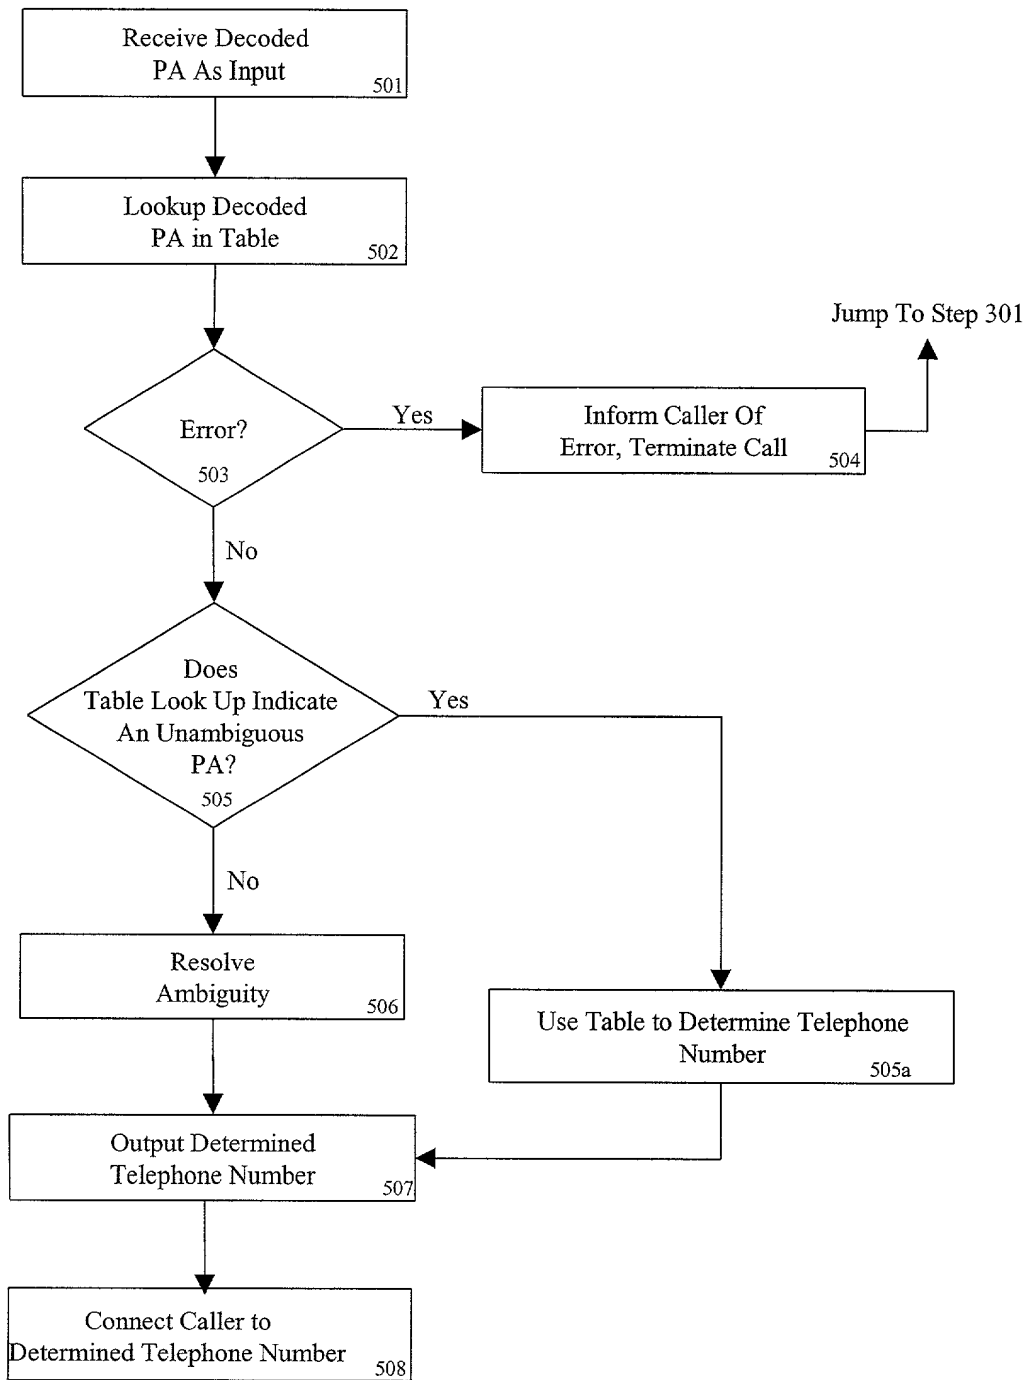 Receive Decoded
PA As Input
501
Lookup Decoded
PA in Table
502
Jump To Step 301
Error?
503
Yes
Inform Caller Of
Error, Terminate Call
504
No
Does
Table Look Up Indicate
An Unambiguous
PA?
505
Yes
No
Resolve
Ambiguity
506
Use Table to Determine Telephone
Number
505a
Output Determined
Telephone Number
507
Connect Caller to
Determined Telephone Number
508